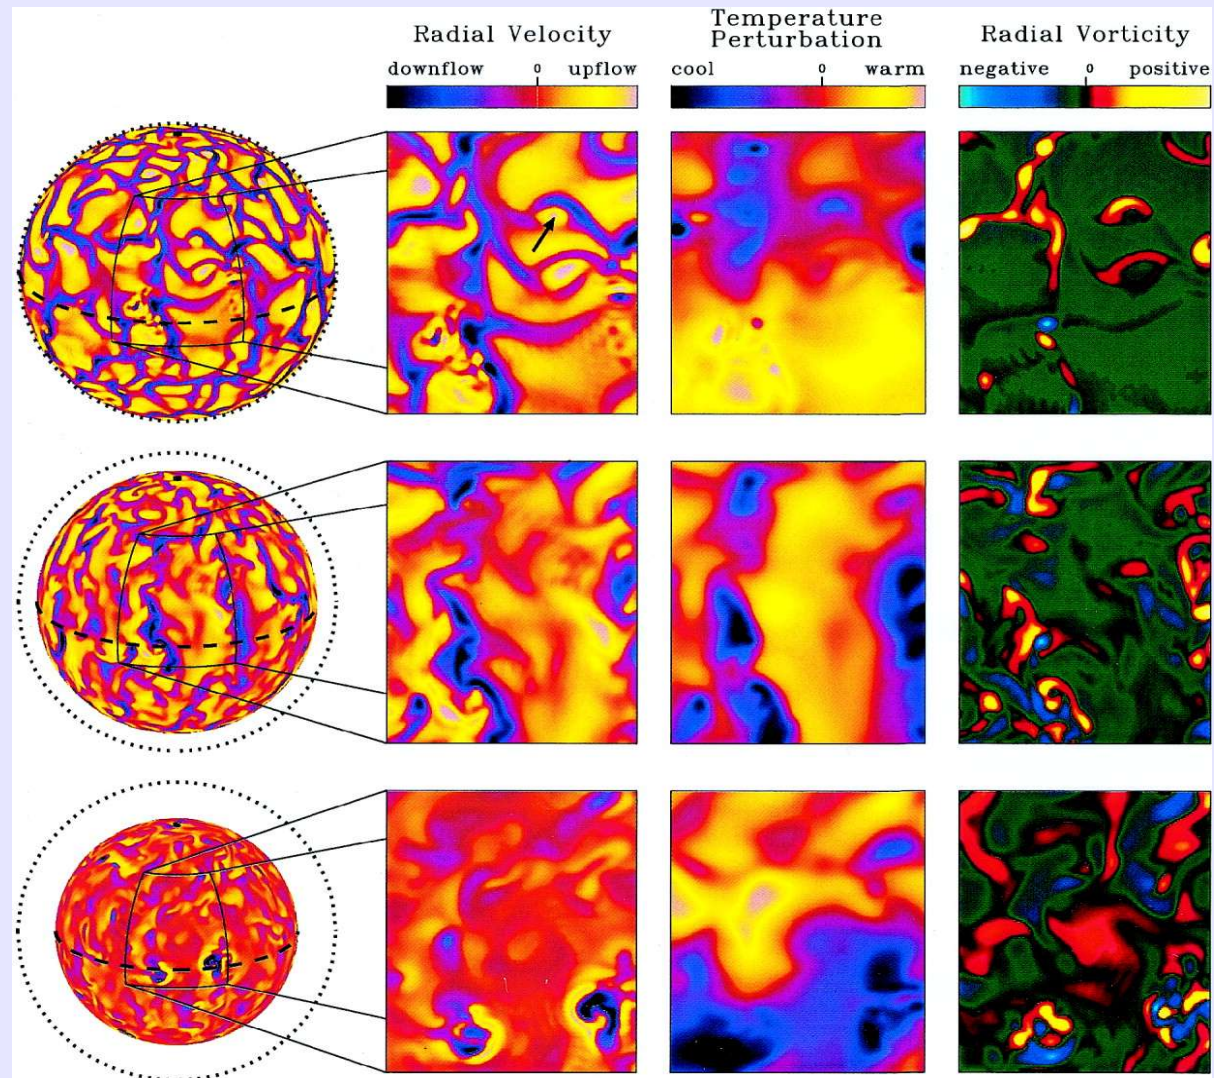 Radial Velocity
downflow 0 upflow
Temperature
Perturbation
cool 0 warm
Radial Vorticity
negative 0 positive